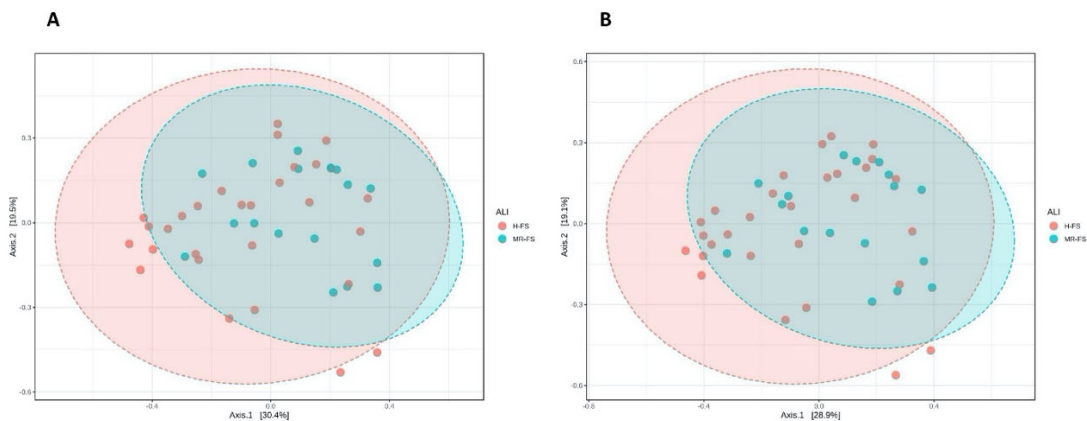 A
B
0.3
0.0
-0.3
-0.6
Axis.2 [19.5%]
-0.4
0.0
0.4
Axis.1 [30.4%]
ALI
H-FS
MR-FS
0.6
0.3
0.0
-0.3
-0.6
Axis.2 [19.1%]
-0.8
-0.4
0.0
0.4
Axis.1 [28.9%]
ALI
H-FS
MR-FS